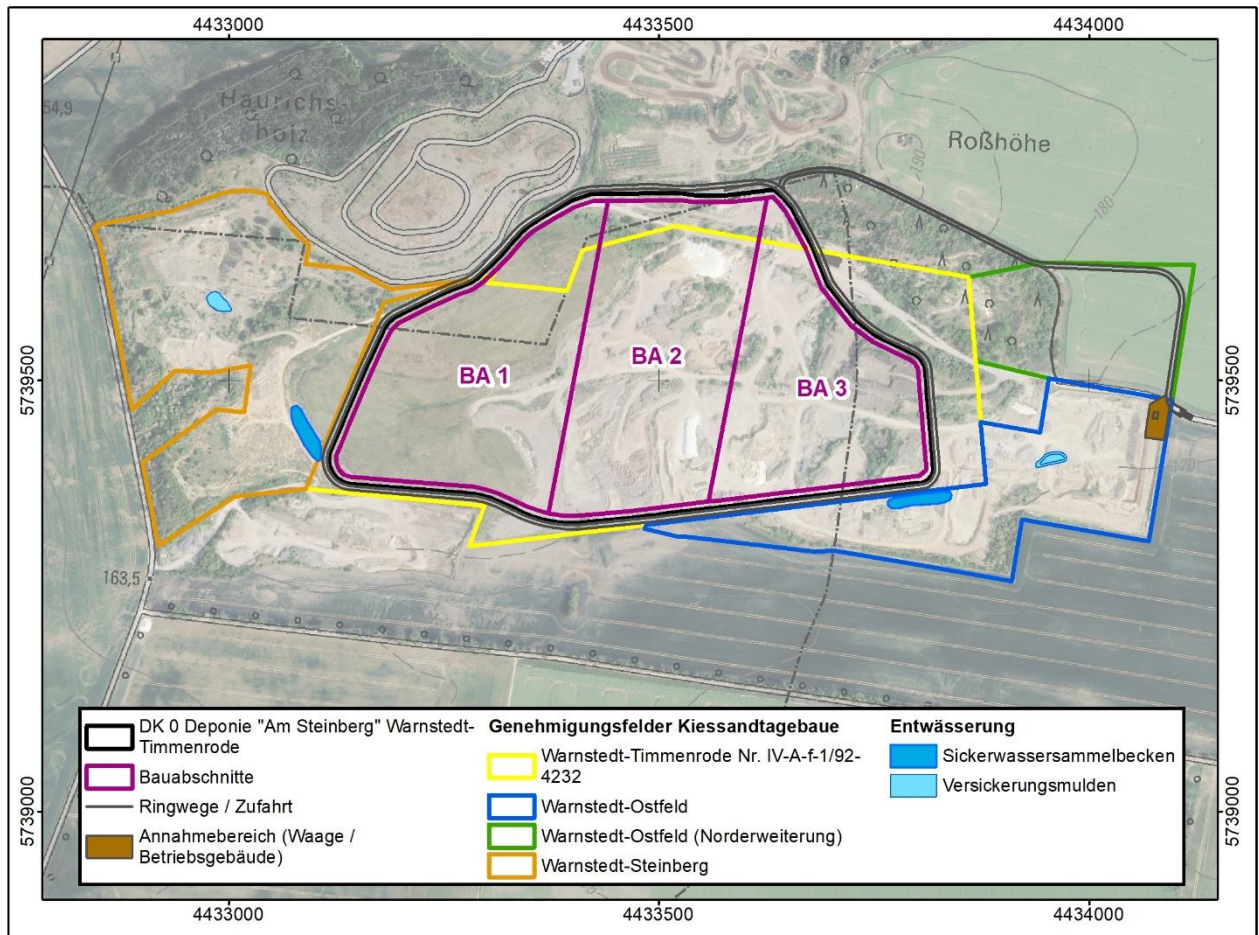 4433000
4433500
4434000
Haurichs-
holz
54,9
Roßhöhe
190
180
5739500
5739500
BA 1
BA 2
BA 3
170
163,5
5739000
5739000
DK 0 Deponie "Am Steinberg" Warnstedt-
Timmenrode
Bauabschnitte
Ringwege / Zufahrt
Annahmebereich (Waage /
Betriebsgebäude)
Genehmigungsfelder Kiessandtagebaue
Warnstedt-Timmenrode Nr. IV-A-f-1/92-
4232
Warnstedt-Ostfeld
Warnstedt-Ostfeld (Norderweiterung)
Warnstedt-Steinberg
Entwässerung
Sickerwassersammelbecken
Versickerungsmulden
4433000
4433500
4434000